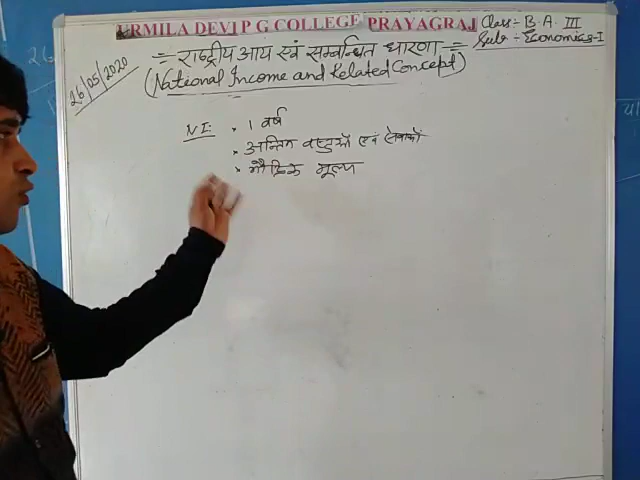 URMILA DEVI P G COLLEGE PRAYAGRAJ
Class:- B.A. III
Sub:- Economics-I
26/05/2020
राष्ट्रीय आय एवं सम्बन्धित धारणा
(National Income and Related Concept)
NI:
• 1 वर्ष
• अन्तिम वस्तुओं एवं सेवाओं
• मौद्रिक मूल्य